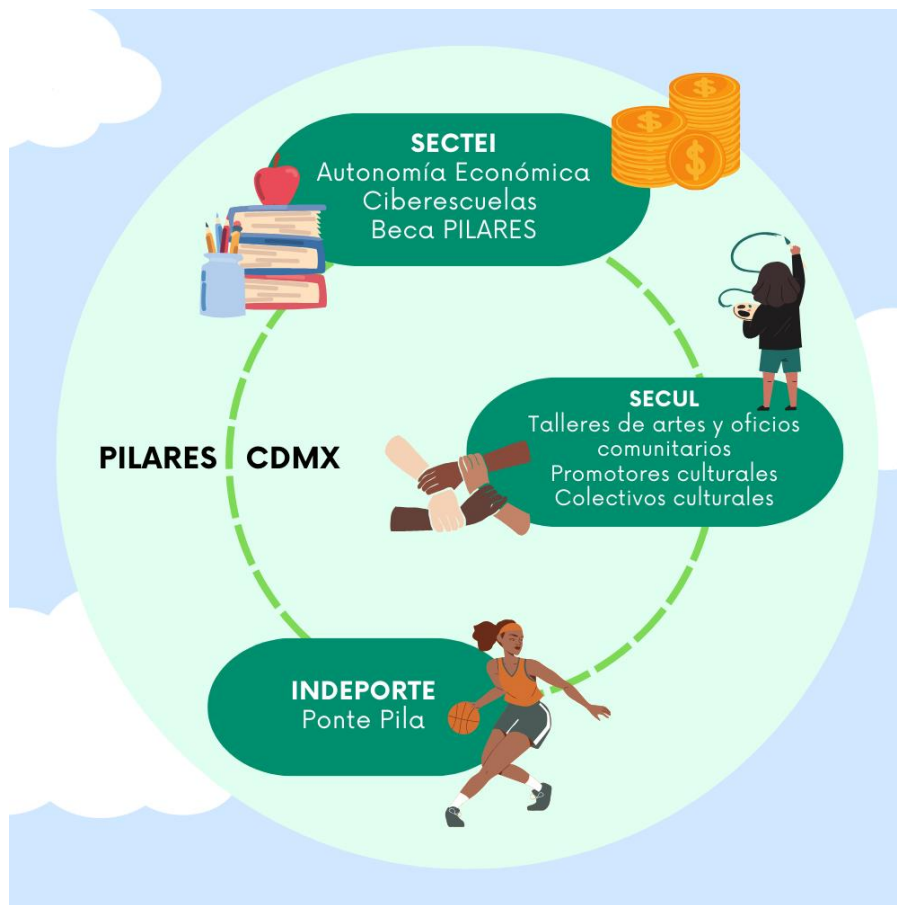 SECTEI
Autonomía Económica
Ciberescuelas
Beca PILARES
SECUL
Talleres de artes y oficios
comunitarios
Promotores culturales
Colectivos culturales
PILARES CDMX
INDEPORTE
Ponte Pila